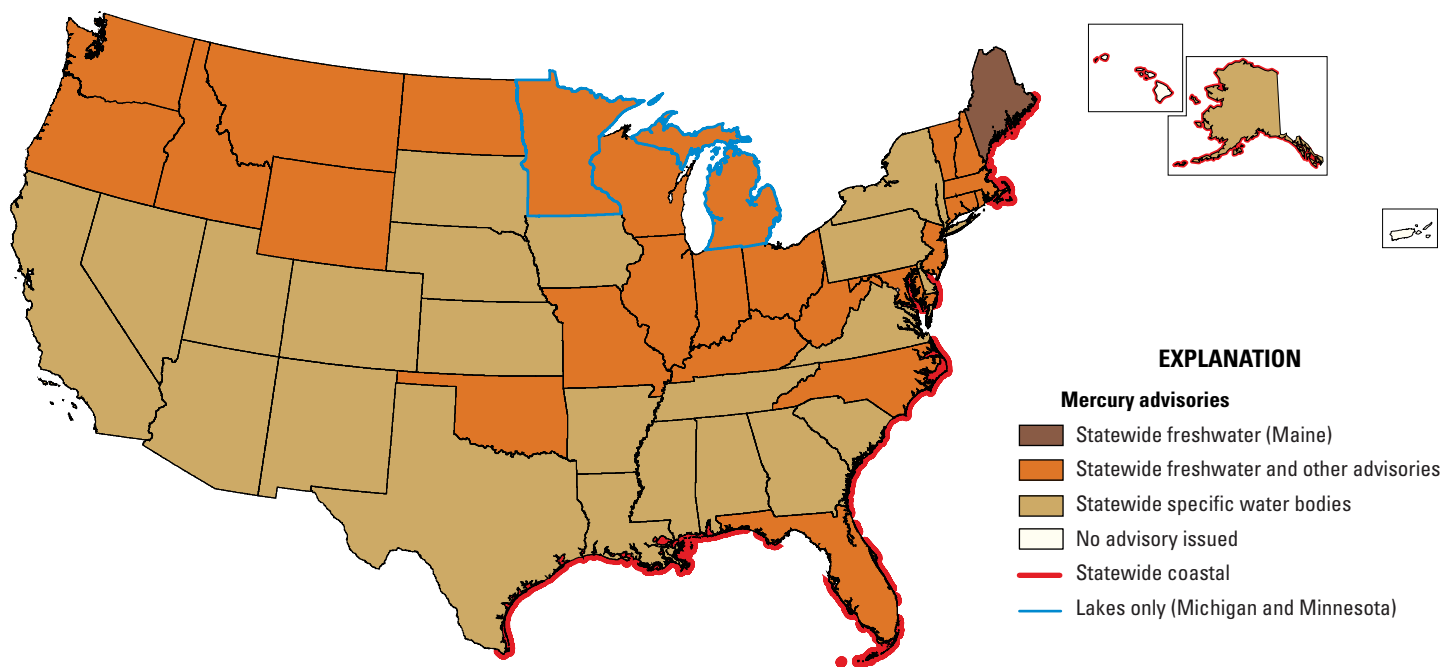 EXPLANATION
Mercury advisories
Statewide freshwater (Maine)
Statewide freshwater and other advisories
Statewide specific water bodies
No advisory issued
Statewide coastal
Lakes only (Michigan and Minnesota)